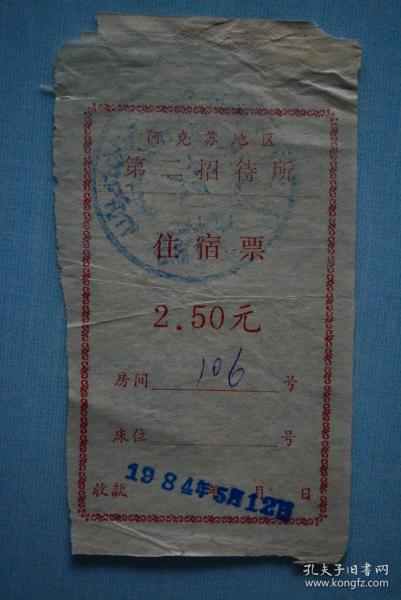 阿克苏地区
第二招待所
住宿票
2.50元
房间 106 号
床位 号
收款 月 日
1984年5月12日
孔夫子旧书网
www.kongfz.com